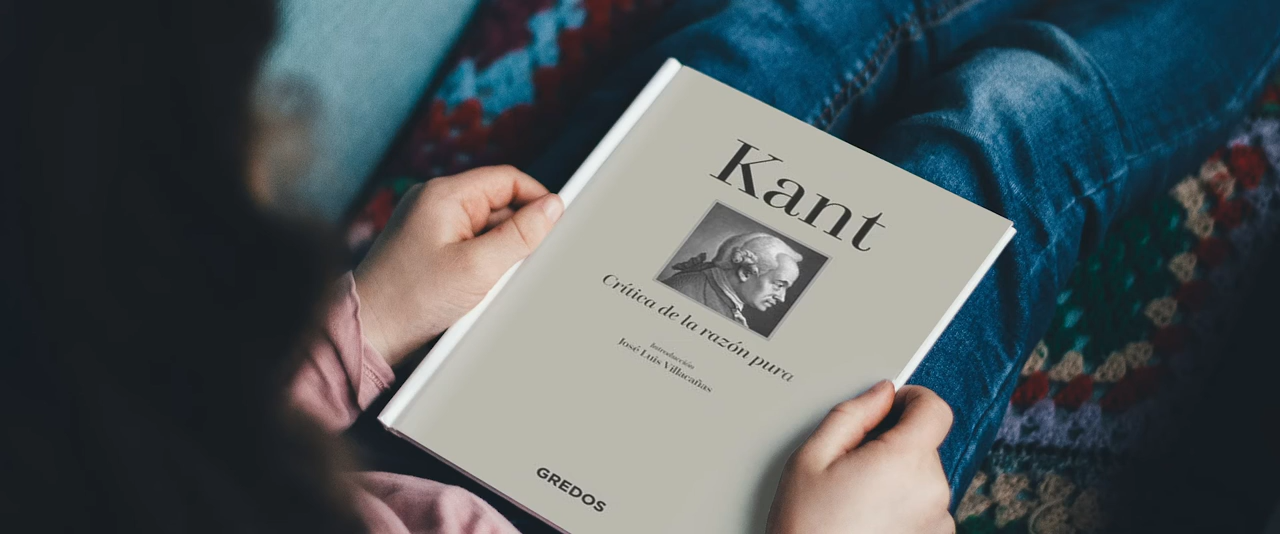 Kant
Crítica de la razón pura
Introducción
José Luis Villacañas
GREDOS